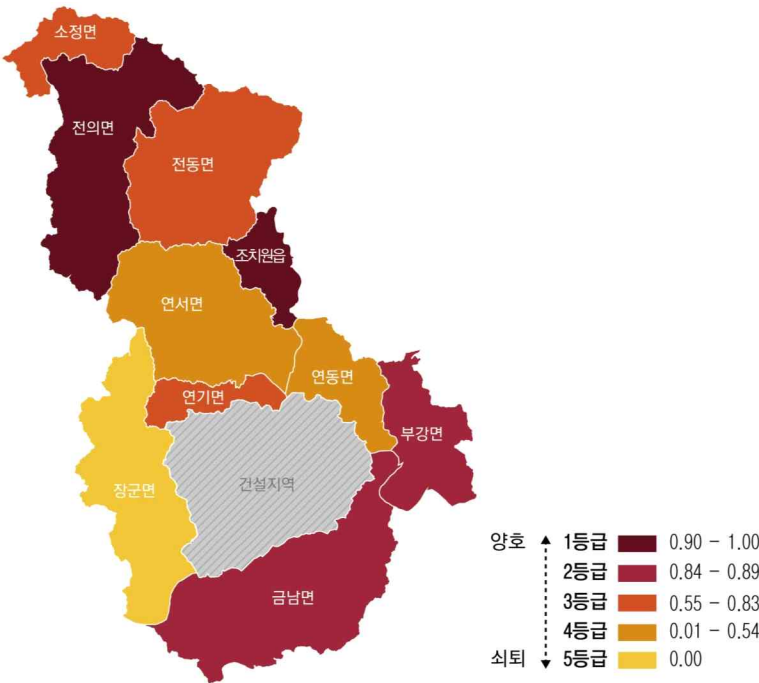 소정면
전의면
전동면
조치원읍
연서면
연동면
연기면
부강면
건설지역
장군면
금남면
양호 1등급 0.90 - 1.00
2등급 0.84 - 0.89
3등급 0.55 - 0.83
4등급 0.01 - 0.54
쇠퇴 5등급 0.00